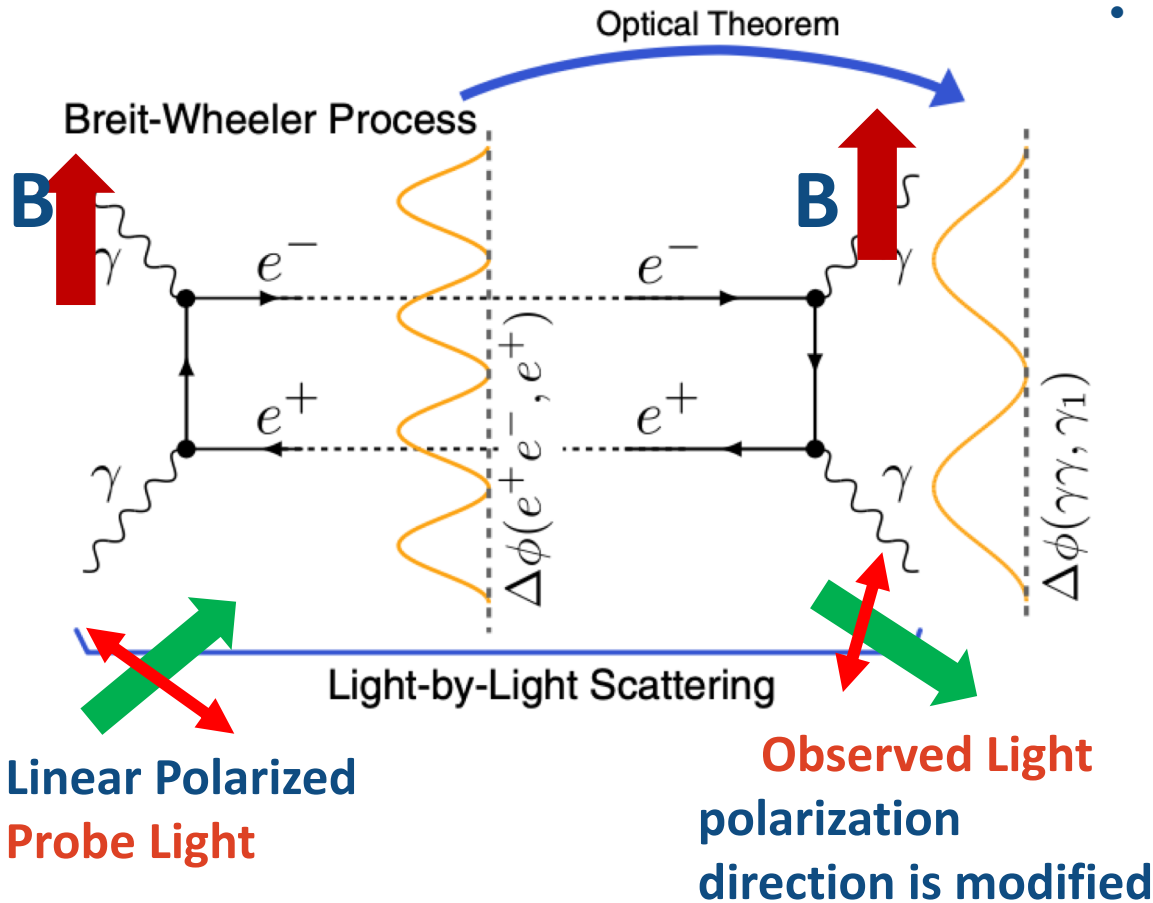 Optical Theorem
Breit-Wheeler Process
B
B
γ
γ
e⁻
e⁻
e⁺
e⁺
γ
γ
Δϕ(e⁺e⁻, e⁺)
Δϕ(γγ, γ₁)
Light-by-Light Scattering
Linear Polarized
Probe Light
Observed Light
polarization
direction is modified